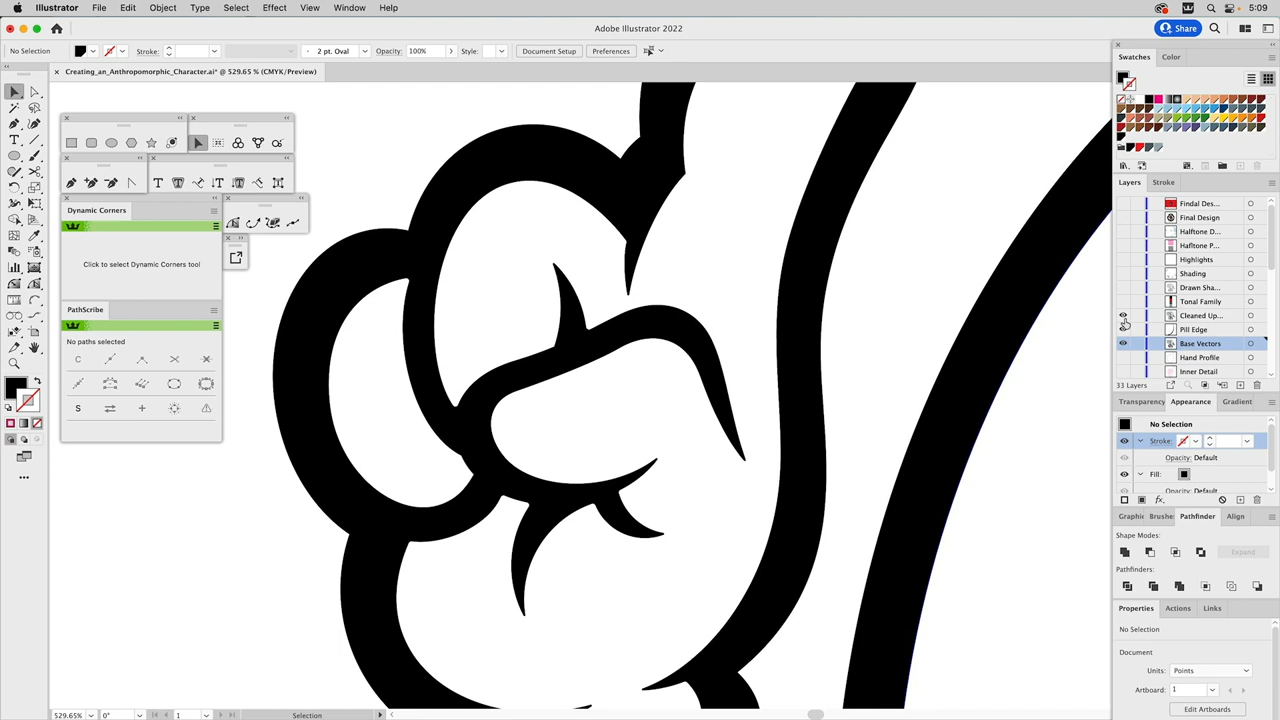 Illustrator File Edit Object Type Select Effect View Window Help 5:09
Adobe Illustrator 2022
Share
No Selection Stroke: 2 pt. Oval Opacity: 100% Style: Document Setup Preferences
× Creating_an_Anthropomorphic_Character.ai* @ 529.65 % (CMYK/Preview)
Swatches Color
Dynamic Corners
Click to select Dynamic Corners tool
PathScribe
No paths selected
Layers Stroke
Findal Des...
Final Design
Halftone D...
Hafltone P...
Highlights
Shading
Drawn Sha...
Tonal Family
Cleaned Up...
Pill Edge
Base Vectors
Hand Profile
Inner Detail
33 Layers
Transparency Appearance Gradient
No Selection
Stroke:
Opacity: Default
Fill:
Opacity: Default
Graphic Brushes Pathfinder Align
Shape Modes:
Expand
Pathfinders:
Properties Actions Links
No Selection
Document
Units: Points
Artboard: 1
Edit Artboards
529.65% 0° 1 Selection